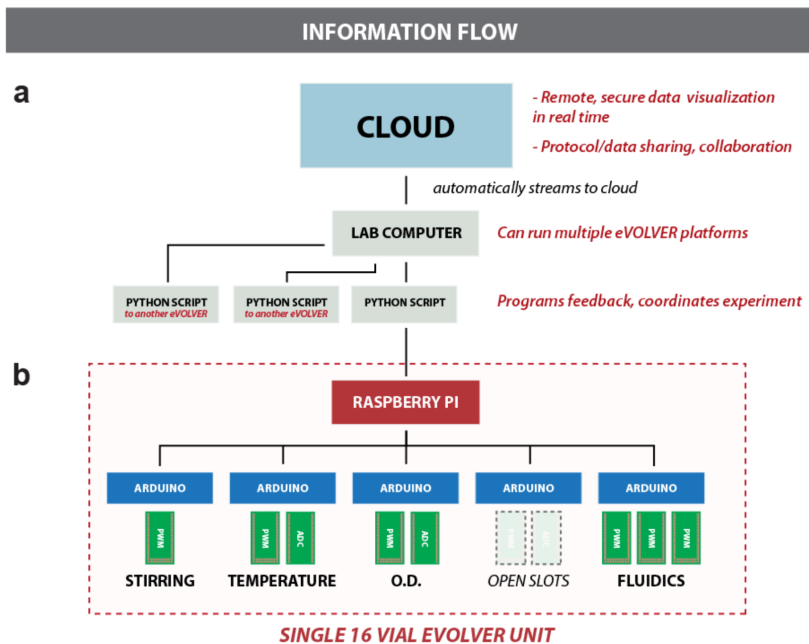 INFORMATION FLOW
a
CLOUD
- Remote, secure data visualization
in real time
- Protocol/data sharing, collaboration
automatically streams to cloud
LAB COMPUTER
Can run multiple eVOLVER platforms
PYTHON SCRIPT
to another eVOLVER
PYTHON SCRIPT
to another eVOLVER
PYTHON SCRIPT
Programs feedback, coordinates experiment
b
RASPBERRY PI
ARDUINO
ARDUINO
ARDUINO
ARDUINO
ARDUINO
PWM
PWM
ADC
PWM
ADC
PWM
ADC
PWM
PWM
PWM
STIRRING
TEMPERATURE
O.D.
OPEN SLOTS
FLUIDICS
SINGLE 16 VIAL EVOLVER UNIT